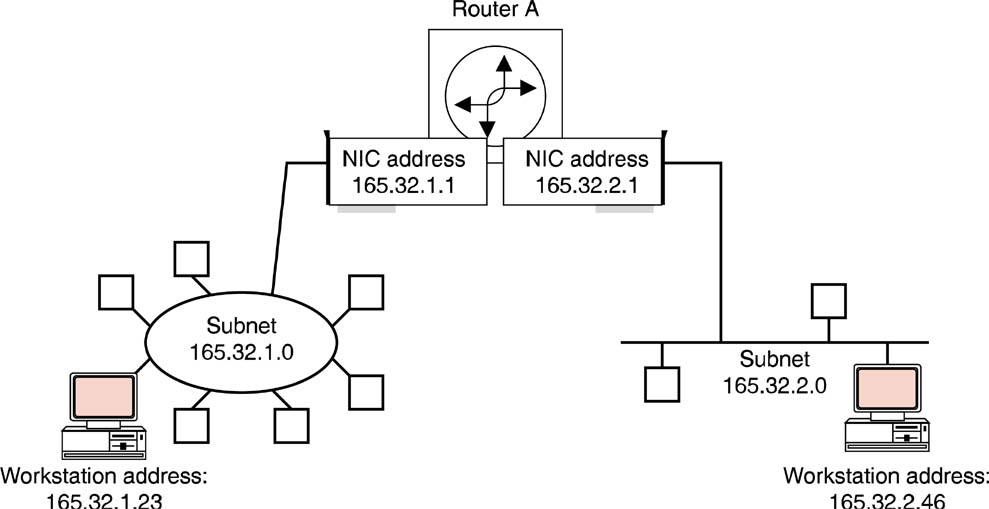 Router A
NIC address
165.32.1.1
NIC address
165.32.2.1
Subnet
165.32.1.0
Subnet
165.32.2.0
Workstation address:
165.32.1.23
Workstation address:
165.32.2.46